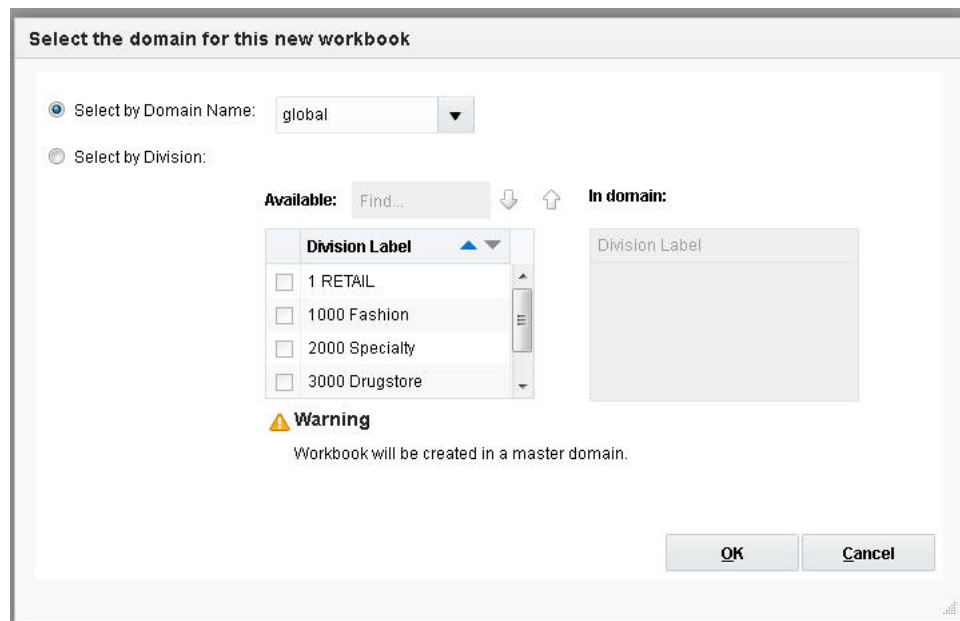 Select the domain for this new workbook
Select by Domain Name: global
Select by Division:
Available: Find... In domain:
Division Label Division Label
1 RETAIL
1000 Fashion
2000 Specialty
3000 Drugstore
Warning
Workbook will be created in a master domain.
OK Cancel